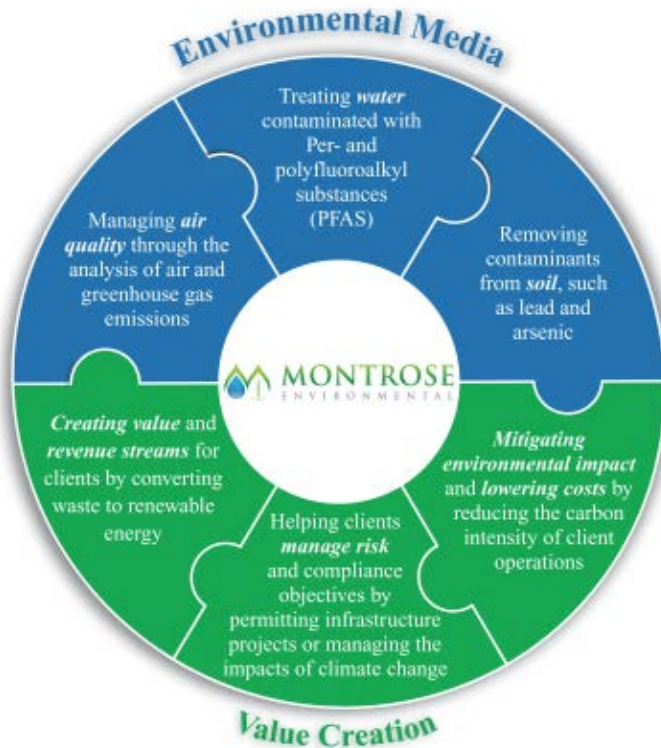 Environmental Media
Treating water
contaminated with
Per- and
polyfluoroalkyl
substances
(PFAS)
Managing air
quality through the
analysis of air and
greenhouse gas
emissions
Removing
contaminants
from soil, such
as lead and
arsenic
MONTROSE
ENVIRONMENTAL
Creating value and
revenue streams for
clients by converting
waste to renewable
energy
Helping clients
manage risk
and compliance
objectives by
permitting infrastructure
projects or managing the
impacts of climate change
Mitigating
environmental impact
and lowering costs by
reducing the carbon
intensity of client
operations
Value Creation